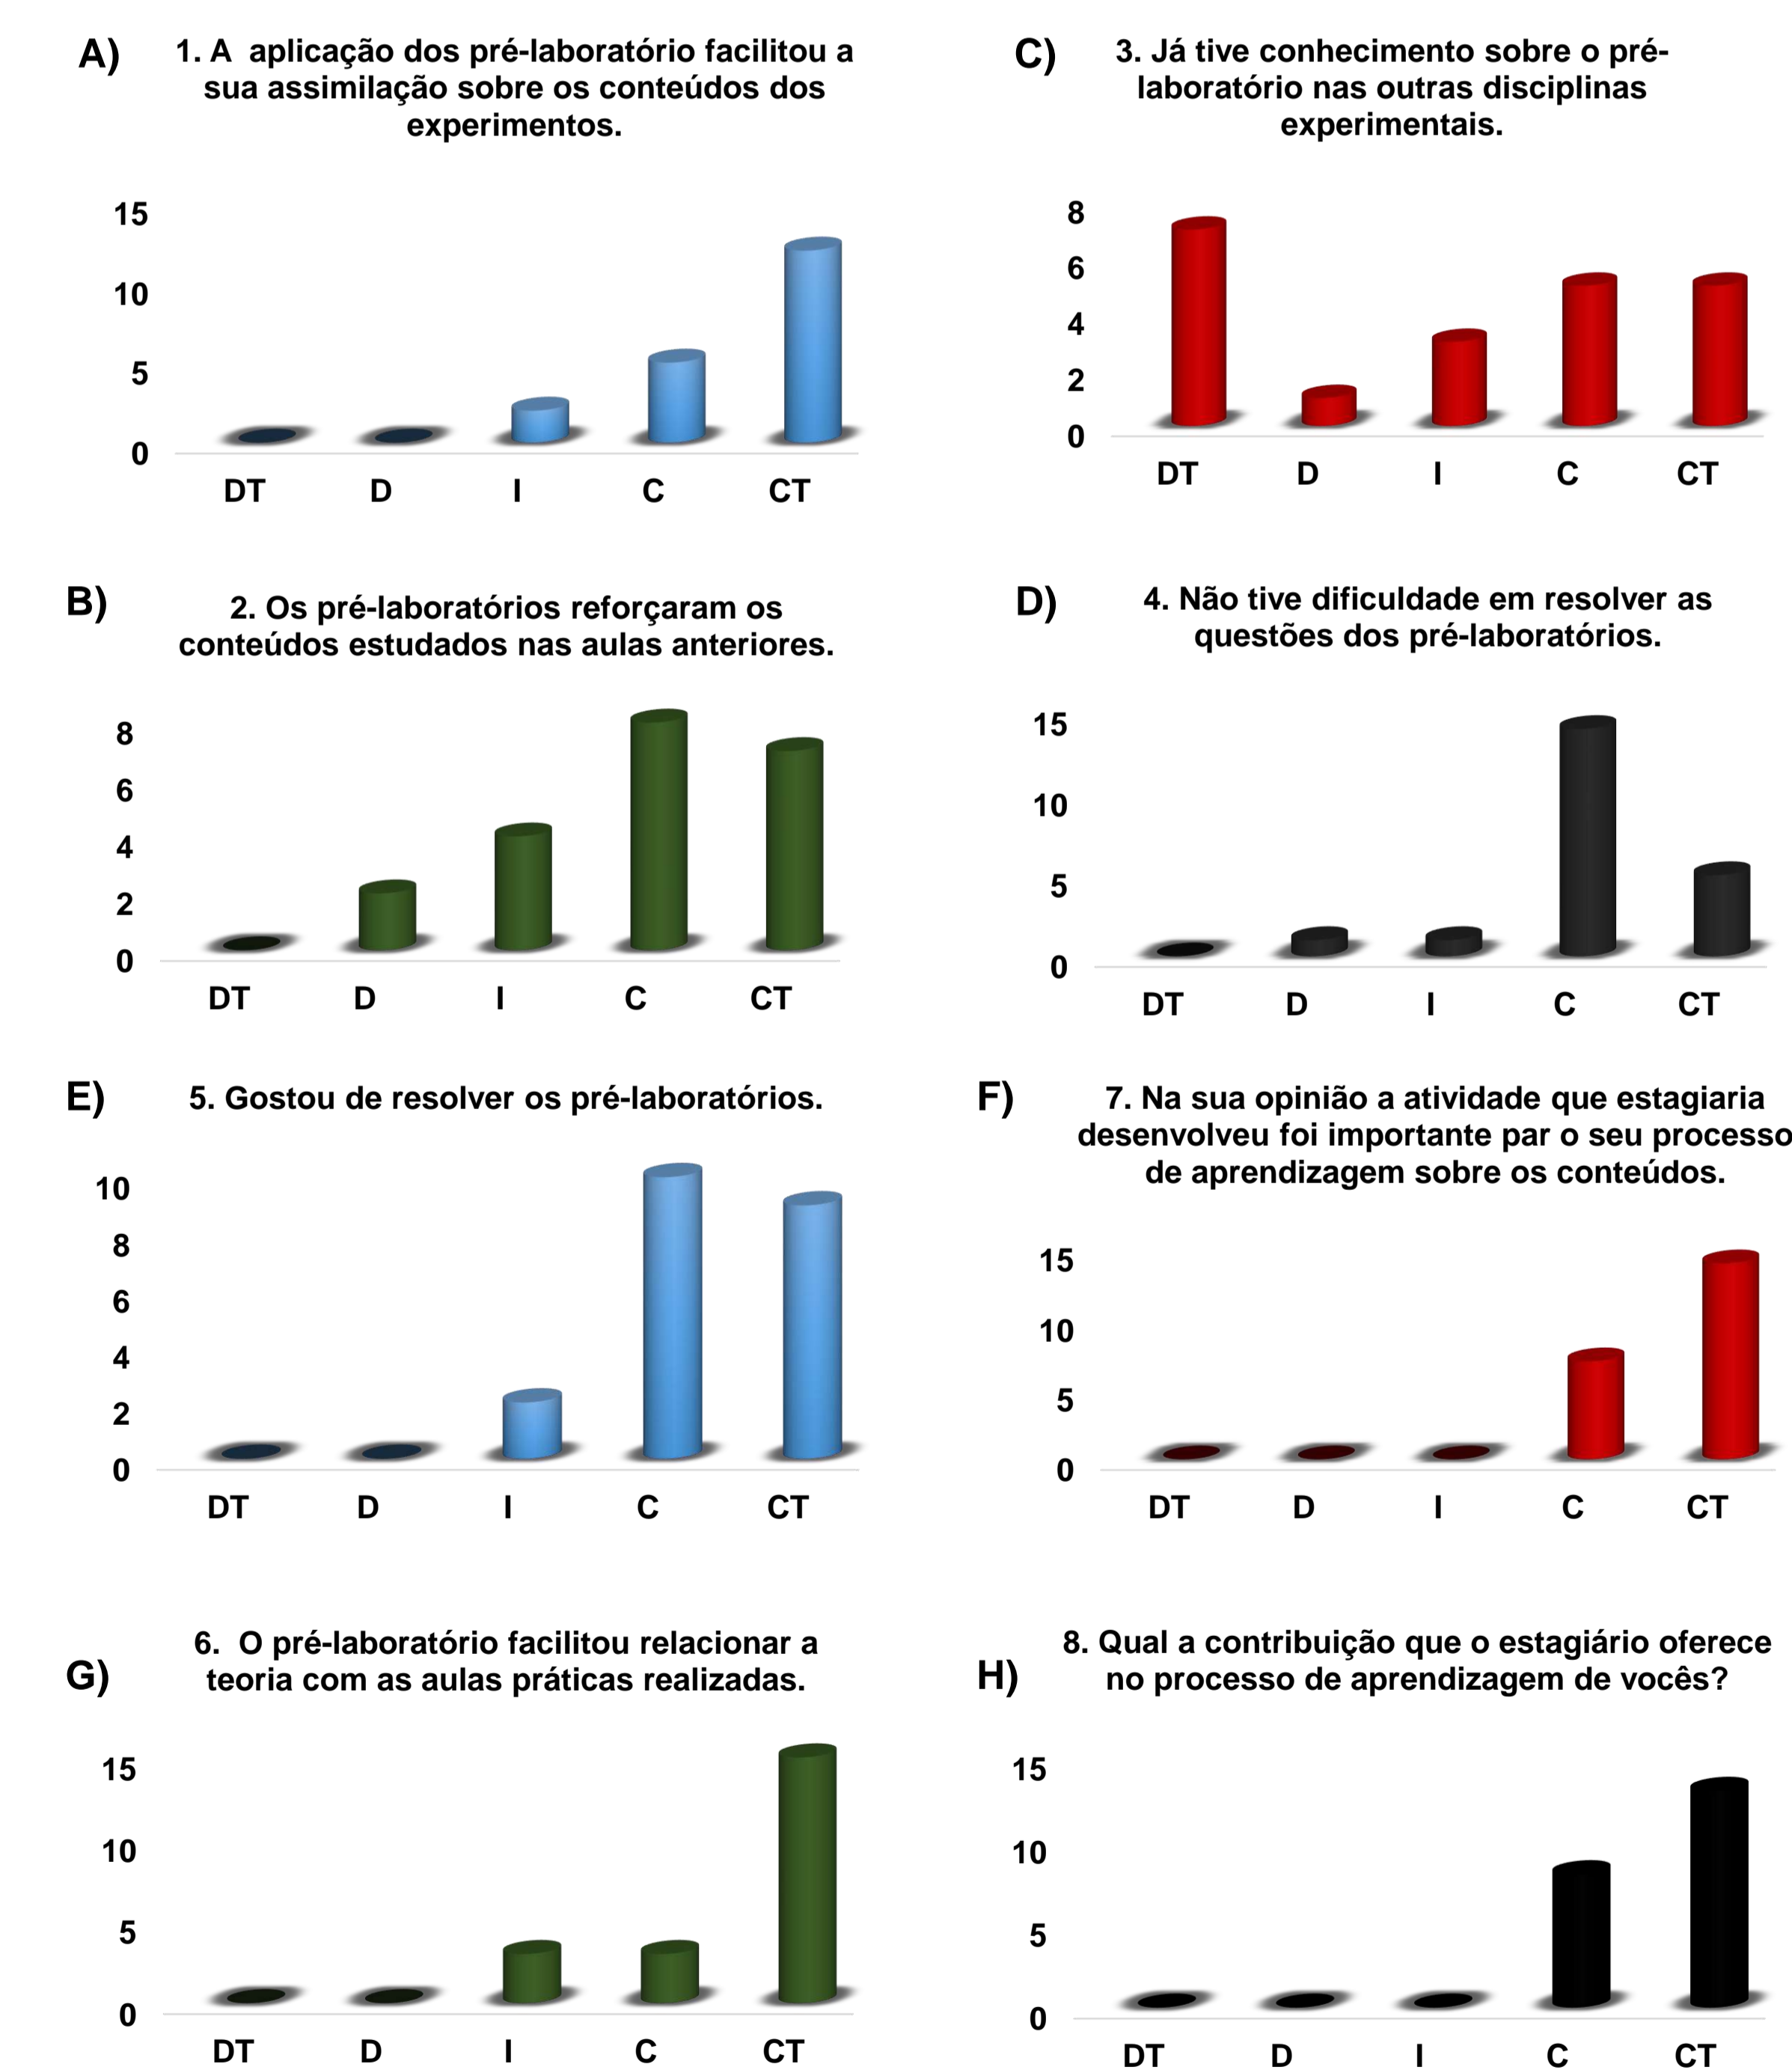 A)
1. A  aplicação dos pré-laboratório facilitou a
sua assimilação sobre os conteúdos dos
experimentos.
15
10
5
0
DT D I C CT
C)
3. Já tive conhecimento sobre o pré-
laboratório nas outras disciplinas
experimentais.
8
6
4
2
0
DT D I C CT
B)
2. Os pré-laboratórios reforçaram os
conteúdos estudados nas aulas anteriores.
8
6
4
2
0
DT D I C CT
D)
4. Não tive dificuldade em resolver as
questões dos pré-laboratórios.
15
10
5
0
DT D I C CT
E)
5. Gostou de resolver os pré-laboratórios.
10
8
6
4
2
0
DT D I C CT
F)
7. Na sua opinião a atividade que estagiaria
desenvolveu foi importante par o seu processo
de aprendizagem sobre os conteúdos.
15
10
5
0
DT D I C CT
G)
6.  O pré-laboratório facilitou relacionar a
teoria com as aulas práticas realizadas.
15
10
5
0
DT D I C CT
H)
8. Qual a contribuição que o estagiário oferece
no processo de aprendizagem de vocês?
15
10
5
0
DT D I C CT